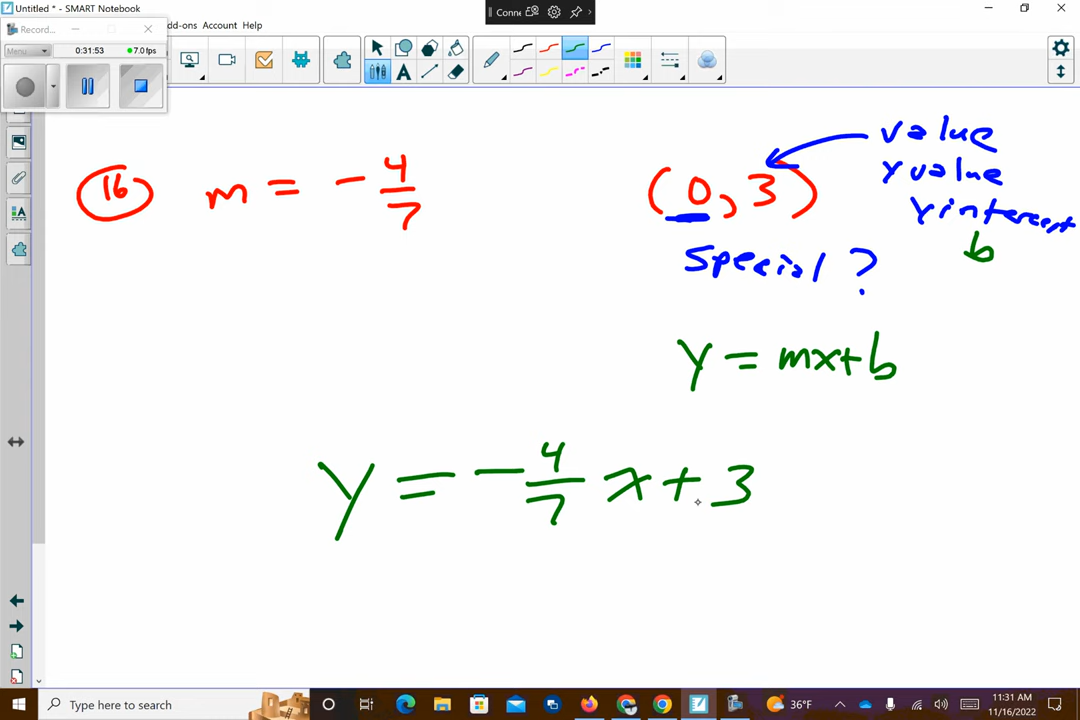 Untitled * - SMART Notebook
Conne
Record...
dd-ons Account Help
Menu
0:31:53
7.0 fps
16 m = - 4/7
(0, 3)
value
Y value
Y intercept
b
Special ?
y = mx+b
y = - 4/7 x + 3
Type here to search
36°F
11:31 AM
11/16/2022